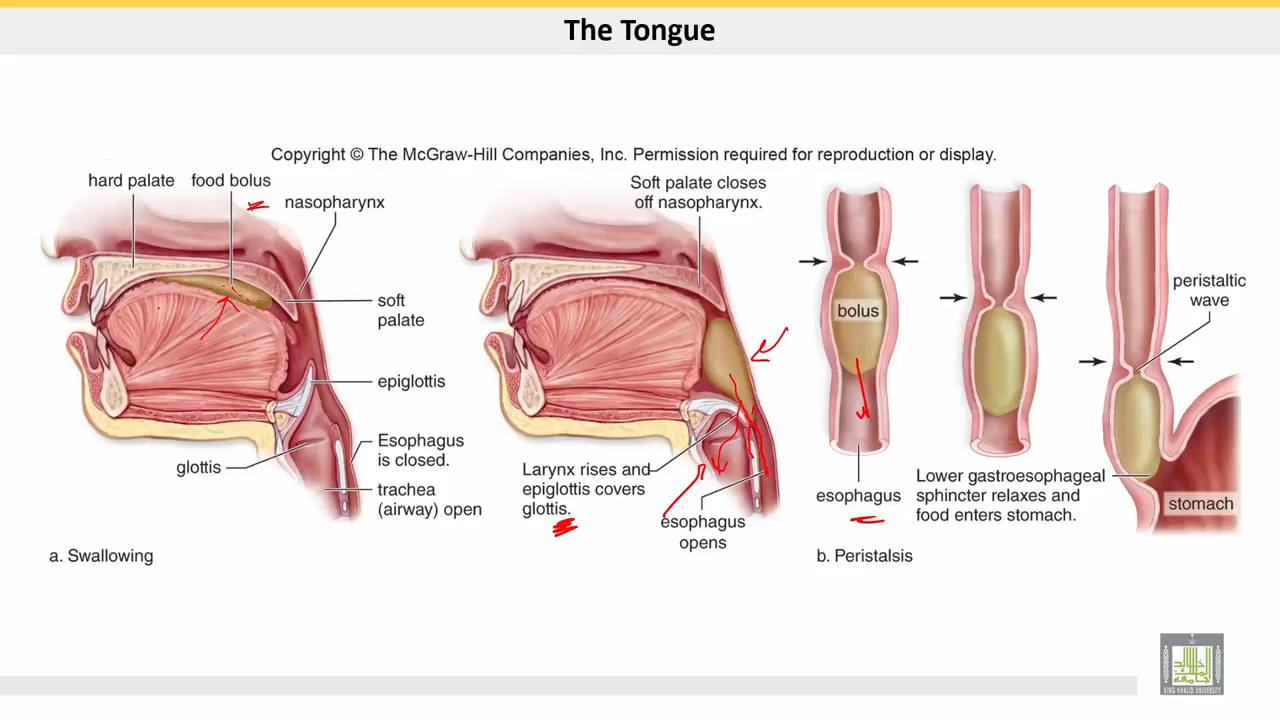 The Tongue
Copyright © The McGraw-Hill Companies, Inc. Permission required for reproduction or display.
hard palate
food bolus
nasopharynx
soft
palate
epiglottis
Esophagus
is closed.
glottis
trachea
(airway) open
a. Swallowing
Soft palate closes
off nasopharynx.
Larynx rises and
epiglottis covers
glottis.
esophagus
opens
bolus
esophagus
peristaltic
wave
Lower gastroesophageal
sphincter relaxes and
food enters stomach.
stomach
b. Peristalsis
KING KHALID UNIVERSITY